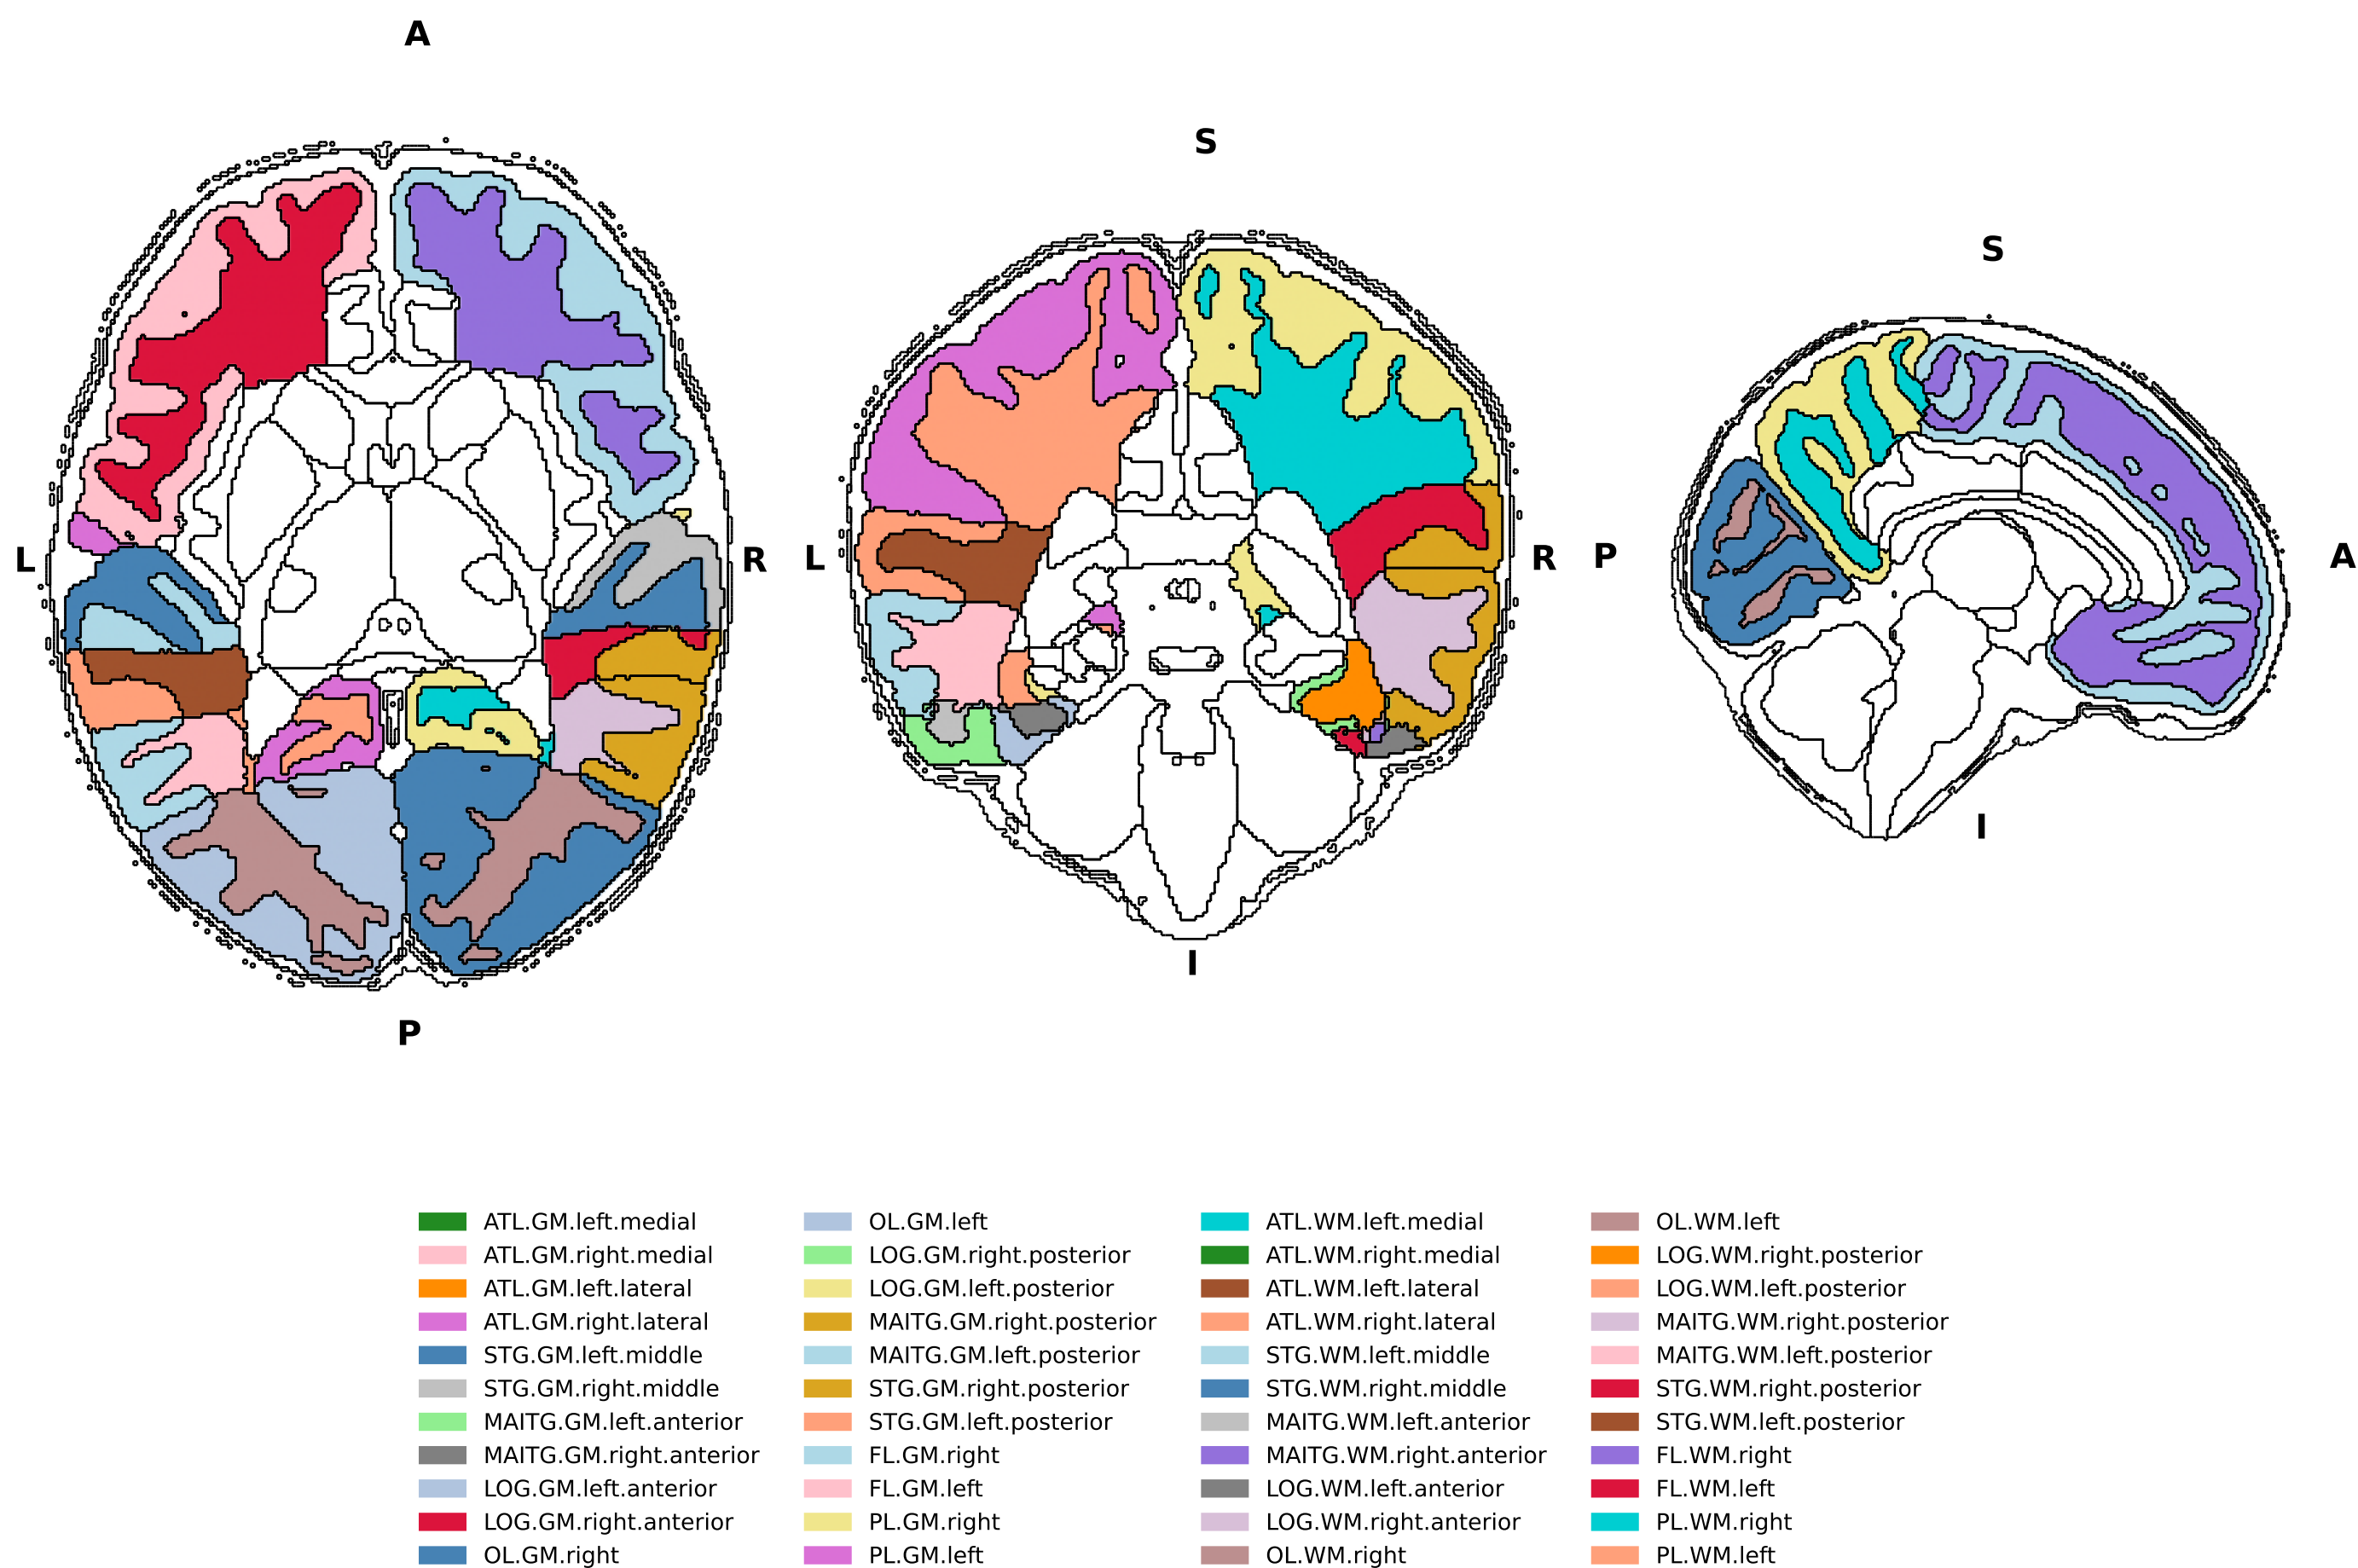 A
S
S
L
R
L
R
P
A
I
I
P
ATL.GM.left.medial
ATL.GM.right.medial
ATL.GM.left.lateral
ATL.GM.right.lateral
STG.GM.left.middle
STG.GM.right.middle
MAITG.GM.left.anterior
MAITG.GM.right.anterior
LOG.GM.left.anterior
LOG.GM.right.anterior
OL.GM.right
OL.GM.left
LOG.GM.right.posterior
LOG.GM.left.posterior
MAITG.GM.right.posterior
MAITG.GM.left.posterior
STG.GM.right.posterior
STG.GM.left.posterior
FL.GM.right
FL.GM.left
PL.GM.right
PL.GM.left
ATL.WM.left.medial
ATL.WM.right.medial
ATL.WM.left.lateral
ATL.WM.right.lateral
STG.WM.left.middle
STG.WM.right.middle
MAITG.WM.left.anterior
MAITG.WM.right.anterior
LOG.WM.left.anterior
LOG.WM.right.anterior
OL.WM.right
OL.WM.left
LOG.WM.right.posterior
LOG.WM.left.posterior
MAITG.WM.right.posterior
MAITG.WM.left.posterior
STG.WM.right.posterior
STG.WM.left.posterior
FL.WM.right
FL.WM.left
PL.WM.right
PL.WM.left